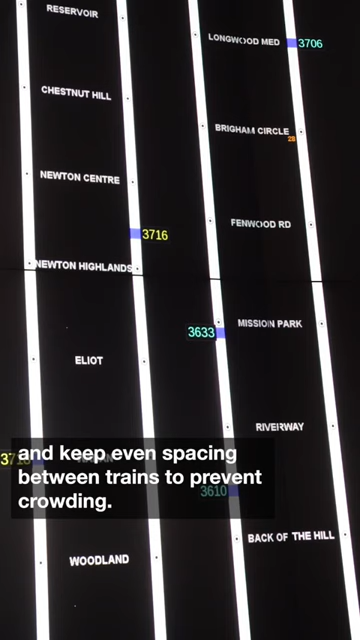 RESERVOIR
LONGWOOD MED
3706
CHESTNUT HILL
BRIGHAM CIRCLE
28
NEWTON CENTRE
3716
FENWOOD RD
NEWTON HIGHLANDS
3633
MISSION PARK
ELIOT
RIVERWAY
and keep even spacing
between trains to prevent
crowding.
3610
BACK OF THE HILL
WOODLAND